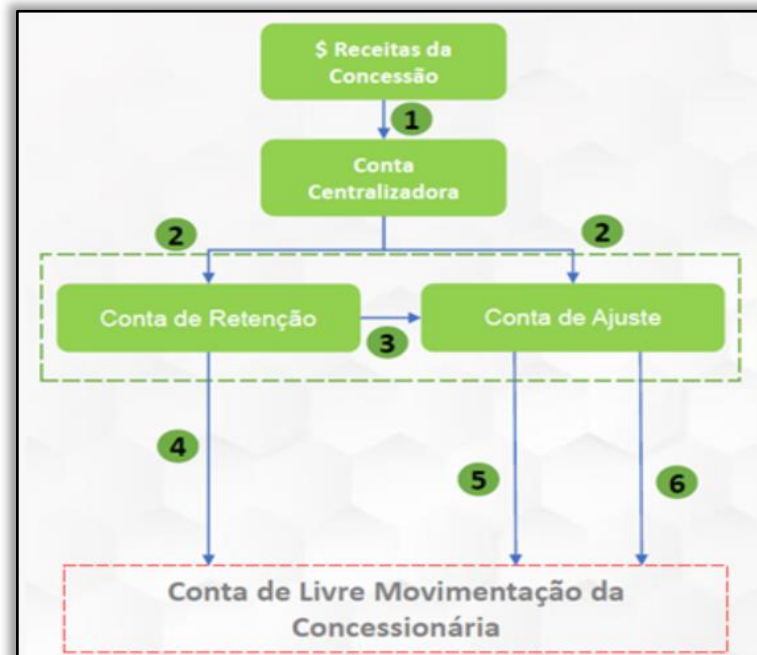 $ Receitas da
Concessão
1
Conta
Centralizadora
2
2
Conta de Retenção
3
Conta de Ajuste
4
5
6
Conta de Livre Movimentação da
Concessionária